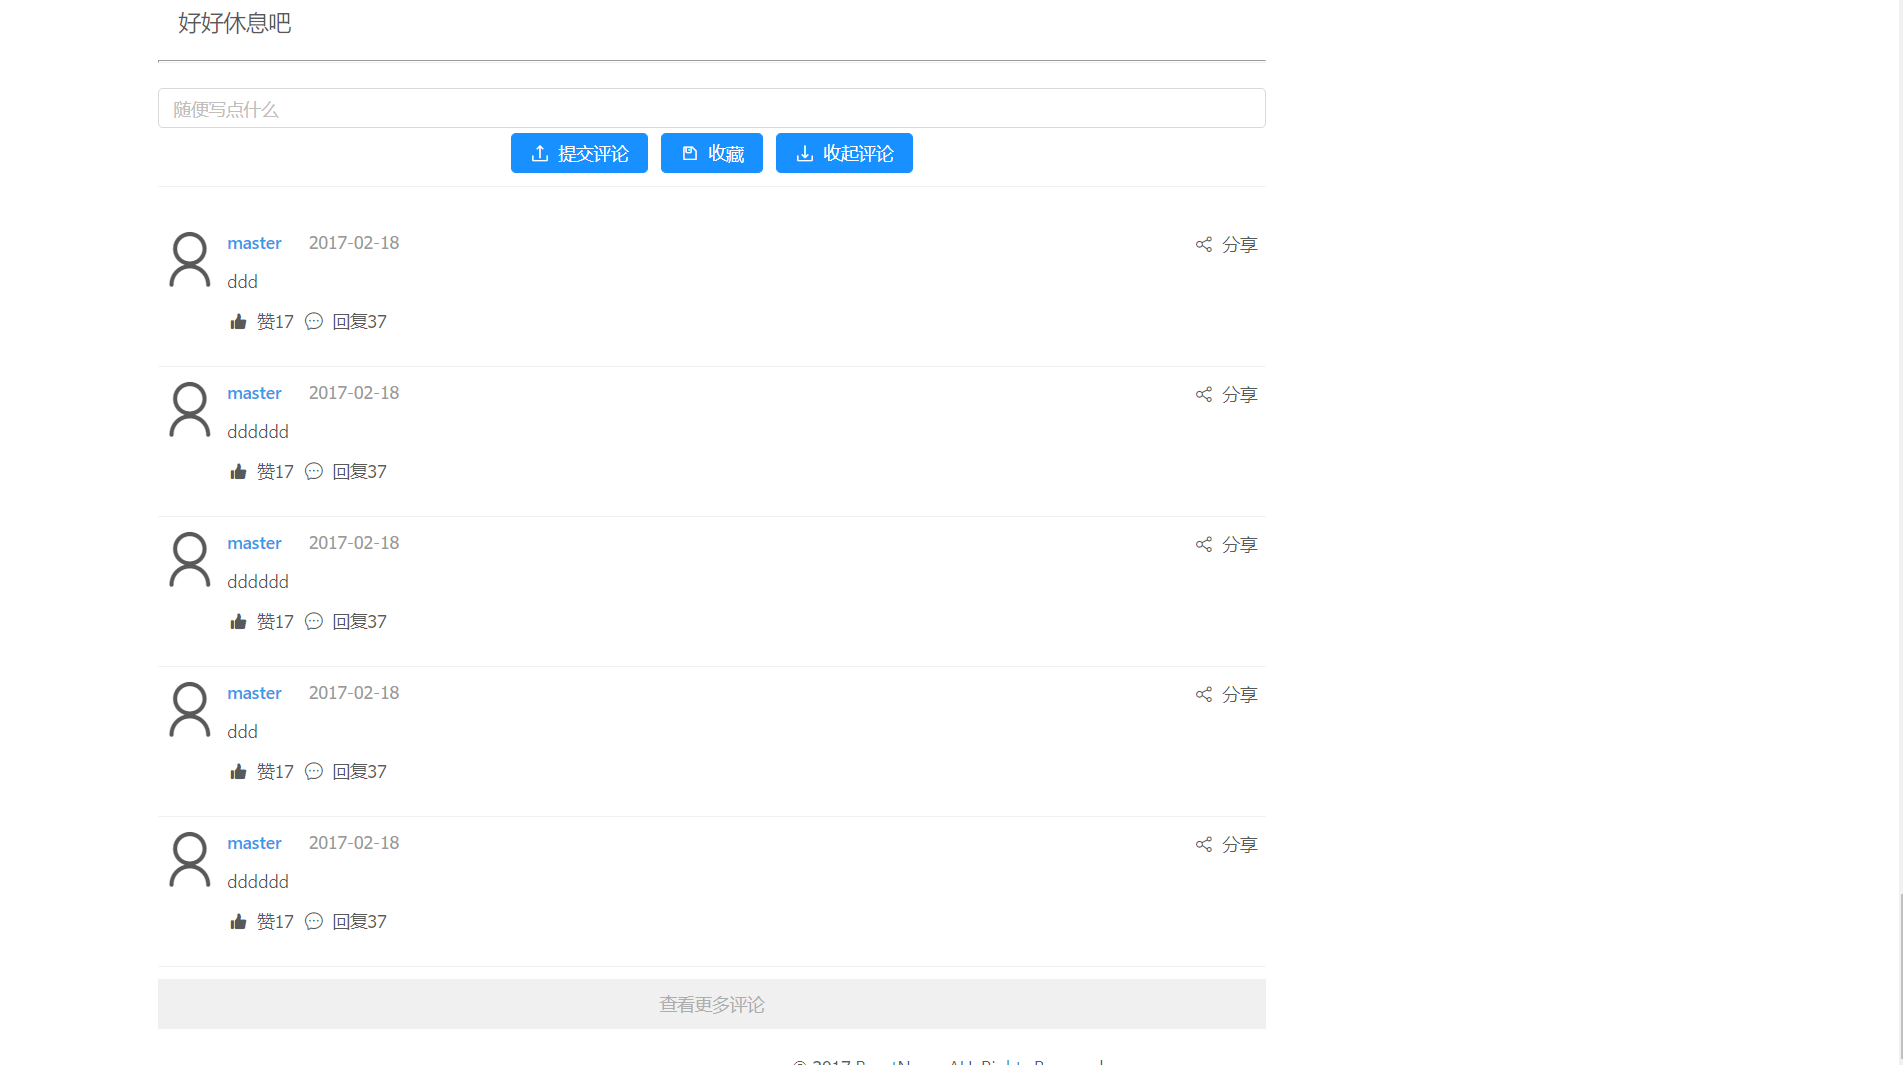 好好休息吧
随便写点什么
提交评论 收藏 收起评论
master 2017-02-18 分享
ddd
赞17 回复37
master 2017-02-18 分享
dddddd
赞17 回复37
master 2017-02-18 分享
dddddd
赞17 回复37
master 2017-02-18 分享
ddd
赞17 回复37
master 2017-02-18 分享
dddddd
赞17 回复37
查看更多评论
© 2017 ReactNews. All Rights Reserved.